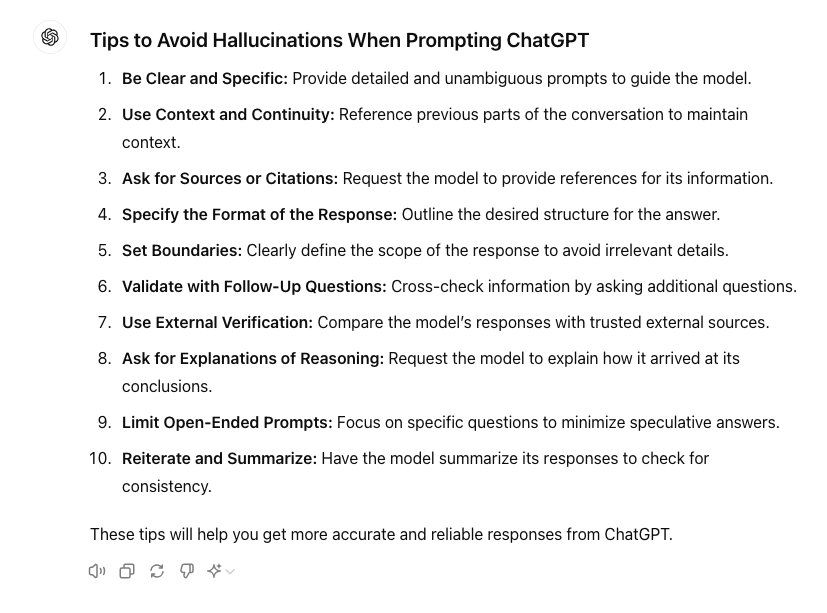 Tips to Avoid Hallucinations When Prompting ChatGPT
1. Be Clear and Specific: Provide detailed and unambiguous prompts to guide the model.
2. Use Context and Continuity: Reference previous parts of the conversation to maintain
context.
3. Ask for Sources or Citations: Request the model to provide references for its information.
4. Specify the Format of the Response: Outline the desired structure for the answer.
5. Set Boundaries: Clearly define the scope of the response to avoid irrelevant details.
6. Validate with Follow-Up Questions: Cross-check information by asking additional questions.
7. Use External Verification: Compare the model’s responses with trusted external sources.
8. Ask for Explanations of Reasoning: Request the model to explain how it arrived at its
conclusions.
9. Limit Open-Ended Prompts: Focus on specific questions to minimize speculative answers.
10. Reiterate and Summarize: Have the model summarize its responses to check for
consistency.
These tips will help you get more accurate and reliable responses from ChatGPT.